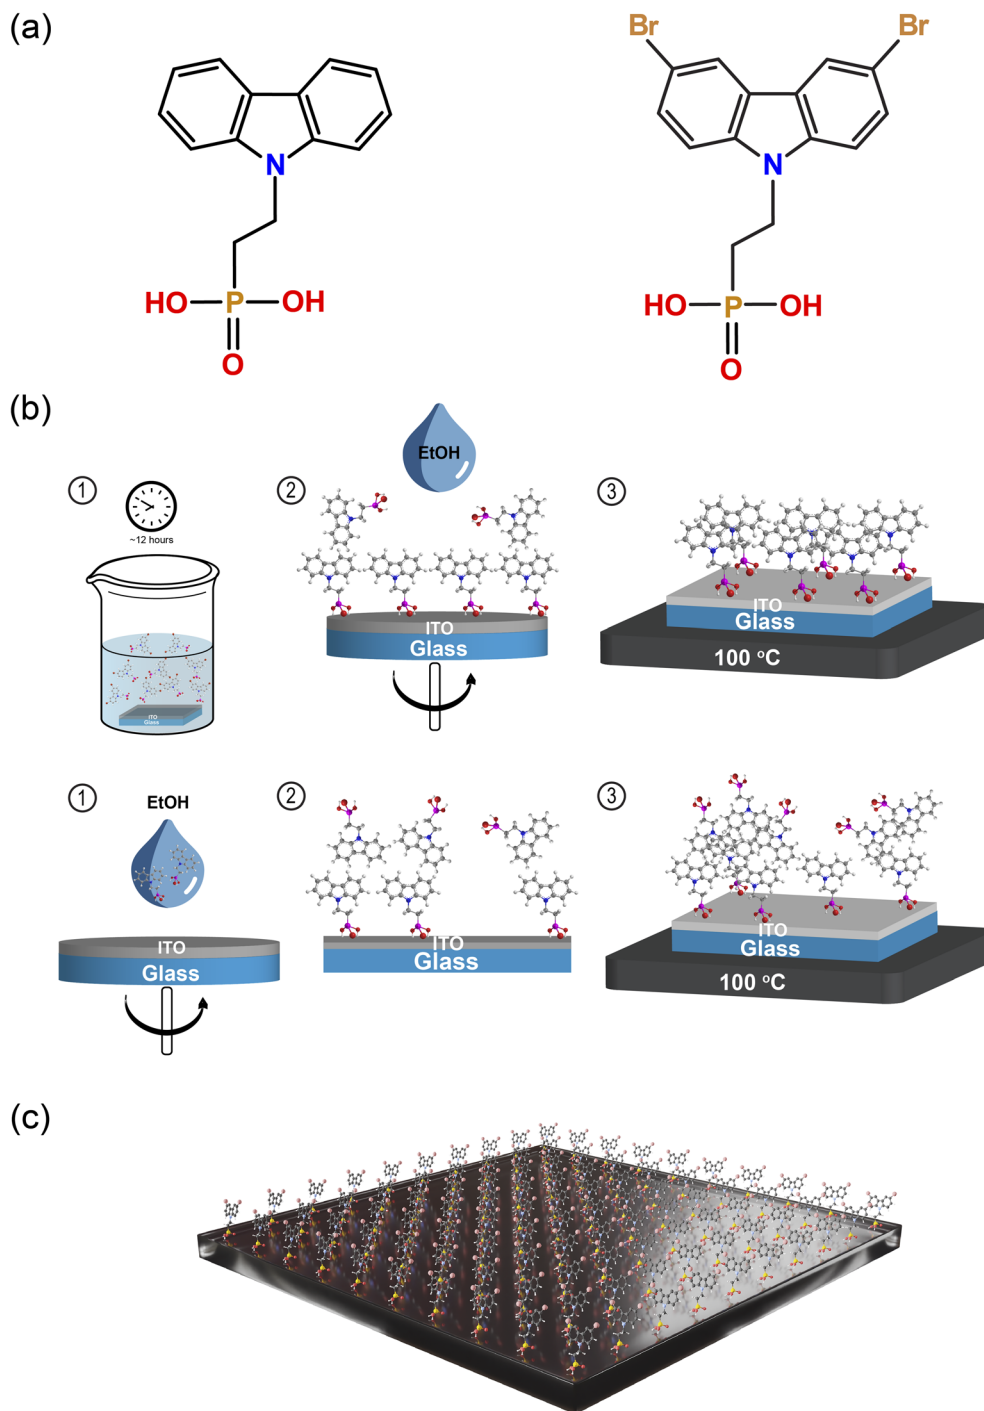 (a)
Br Br
N N
HO P OH HO P OH
O O
(b)
EtOH
1 2 3
~12 hours
ITO
Glass
ITO
Glass
ITO
Glass
100 °C
1 2 3
EtOH
ITO
Glass
ITO
Glass
ITO
Glass
100 °C
(c)